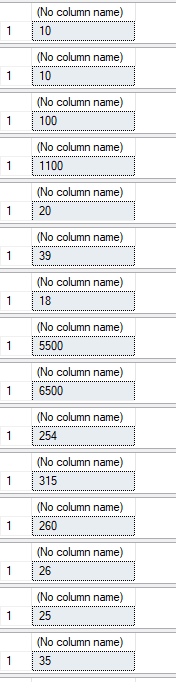 (No column name)
1 10
(No column name)
1 10
(No column name)
1 100
(No column name)
1 1100
(No column name)
1 20
(No column name)
1 39
(No column name)
1 18
(No column name)
1 5500
(No column name)
1 6500
(No column name)
1 254
(No column name)
1 315
(No column name)
1 260
(No column name)
1 26
(No column name)
1 25
(No column name)
1 35